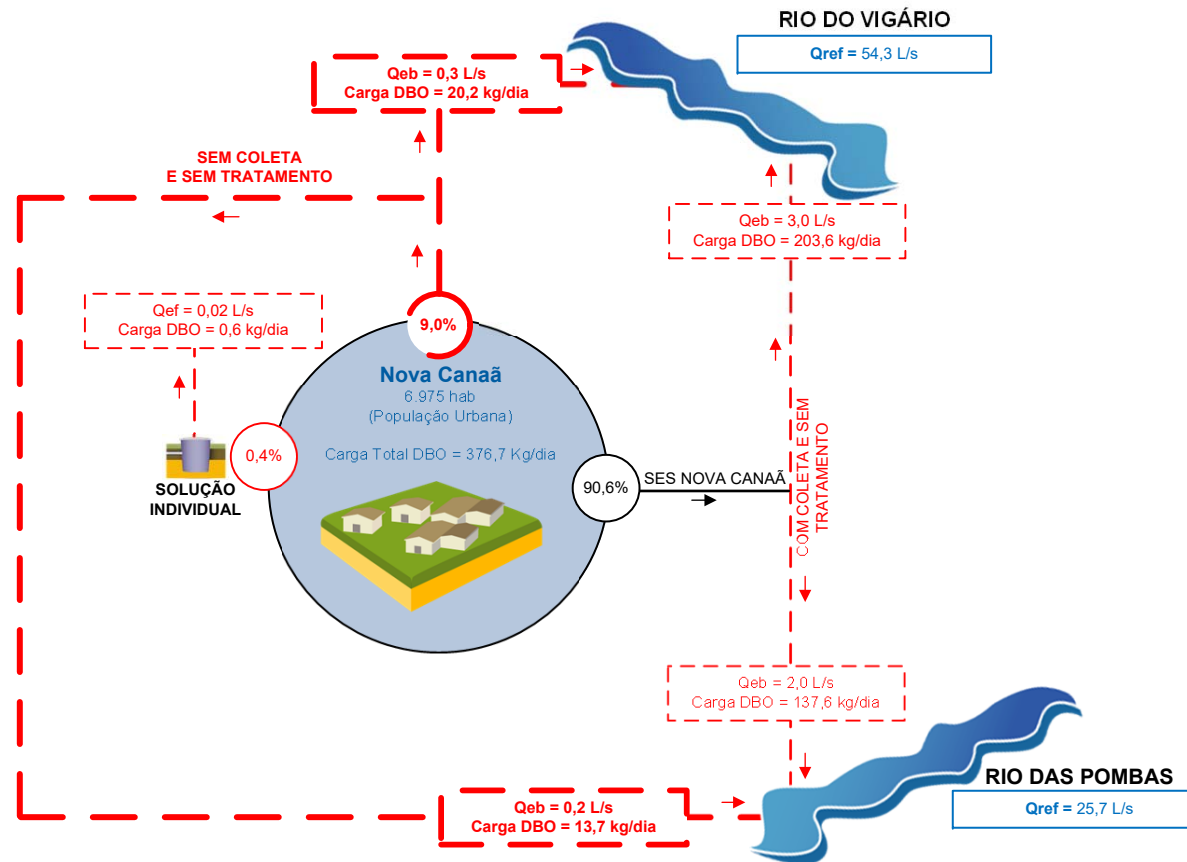 RIO DO VIGÁRIO
Qref = 54,3 L/s
Qeb = 0,3 L/s
Carga DBO = 20,2 kg/dia
SEM COLETA
E SEM TRATAMENTO
Qeb = 3,0 L/s
Carga DBO = 203,6 kg/dia
Qef = 0,02 L/s
Carga DBO = 0,6 kg/dia
9,0%
Nova Canaã
6.975 hab
(População Urbana)
Carga Total DBO = 376,7 Kg/dia
0,4%
SOLUÇÃO
INDIVIDUAL
90,6%
SES NOVA CANAÃ
COM COLETA E SEM
TRATAMENTO
Qeb = 2,0 L/s
Carga DBO = 137,6 kg/dia
RIO DAS POMBAS
Qref = 25,7 L/s
Qeb = 0,2 L/s
Carga DBO = 13,7 kg/dia